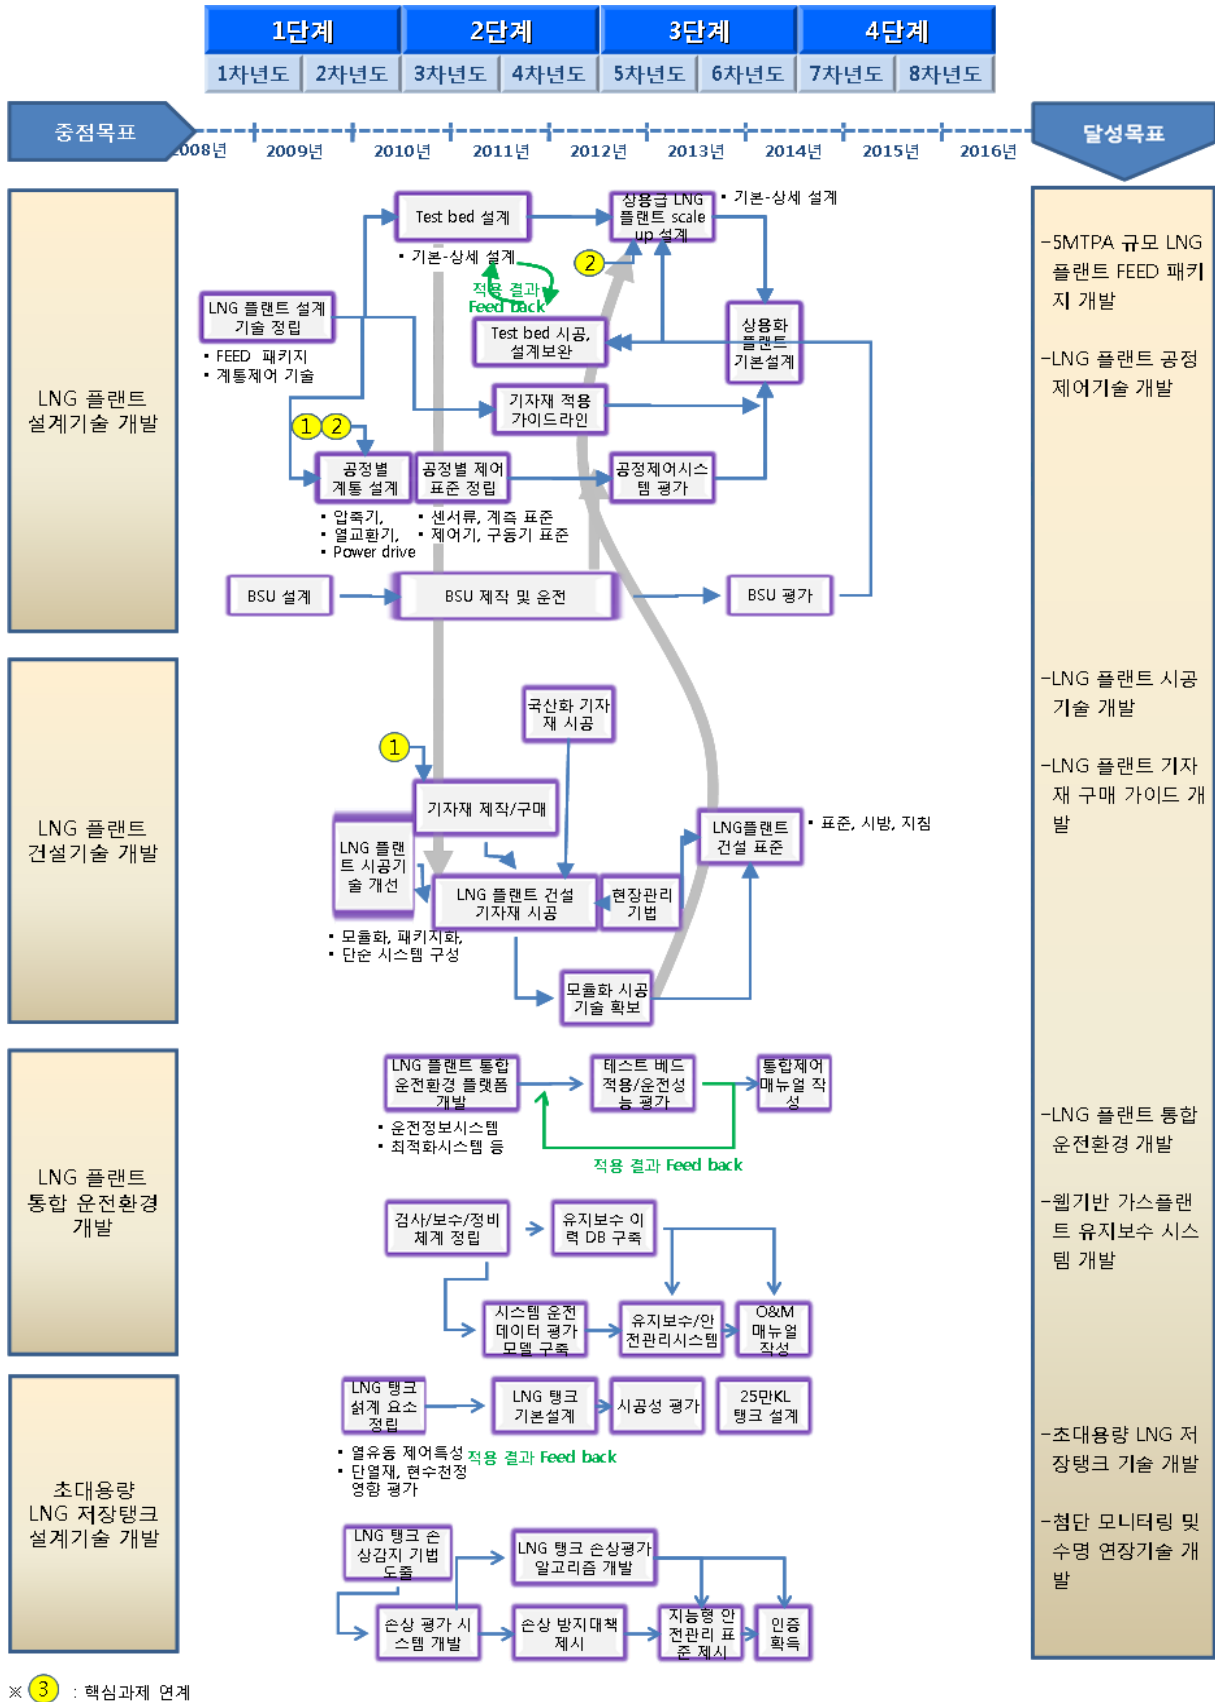 1단계 2단계 3단계 4단계
1차년도 2차년도 3차년도 4차년도 5차년도 6차년도 7차년도 8차년도
중점목표
2008년 2009년 2010년 2011년 2012년 2013년 2014년 2015년 2016년
달성목표
LNG 플랜트
설계기술 개발
Test bed 설계
▪ 기본-상세 설계
상용급 LNG
플랜트 scale
up 설계
▪ 기본-상세 설계
2
적용 결과
Feed back
LNG 플랜트 설계
기술 정립
▪ FEED 패키지
▪ 계통제어 기술
Test bed 시공,
설계보완
상용화
플랜트
기본설계
기자재 적용
가이드라인
1 2
공정별
계통 설계
▪ 압축기,
▪ 열교환기,
▪ Power drive
공정별 제어
표준 정립
▪ 센서류, 계측 표준
▪ 제어기, 구동기 표준
공정제어시스
템 평가
BSU 설계
BSU 제작 및 운전
BSU 평가
-5MTPA 규모 LNG
플랜트 FEED 패키
지 개발
-LNG 플랜트 공정
제어기술 개발
LNG 플랜트
건설기술 개발
국산화 기자
재 시공
1
기자재 제작/구매
LNG 플랜
트 시공기
술 개선
▪ 모듈화, 패키지화,
▪ 단순 시스템 구성
LNG 플랜트 건설
기자재 시공
현장관리
기법
LNG플랜트
건설 표준
▪ 표준, 시방, 지침
모듈화 시공
기술 확보
-LNG 플랜트 시공
기술 개발
-LNG 플랜트 기자
재 구매 가이드 개
발
LNG 플랜트
통합 운전환경
개발
LNG 플랜트 통합
운전환경 플랫폼
개발
▪ 운전정보시스템
▪ 최적화시스템 등
테스트 베드
적용/운전성
능 평가
통합제어
매뉴얼 작
성
적용 결과 Feed back
검사/보수/정비
체계 정립
유지보수 이
력 DB 구축
시스템 운전
데이터 평가
모델 구축
유지보수/안
전관리시스템
O&M
매뉴얼
작성
-LNG 플랜트 통합
운전환경 개발
-웹기반 가스플랜
트 유지보수 시스
템 개발
초대용량
LNG 저장탱크
설계기술 개발
LNG 탱크
설계 요소
정립
▪ 열유동 제어특성
▪ 단열재, 현수천정
영향 평가
LNG 탱크
기본설계
시공성 평가
25만KL
탱크 설계
적용 결과 Feed back
LNG 탱크 손
상감지 기법
도출
LNG 탱크 손상평가
알고리즘 개발
손상 평가 시
스템 개발
손상 방지대책
제시
지능형 안
전관리 표
준 제시
인증
획득
-초대용량 LNG 저
장탱크 기술 개발
-첨단 모니터링 및
수명 연장기술 개
발
※ 3 : 핵심과제 연계